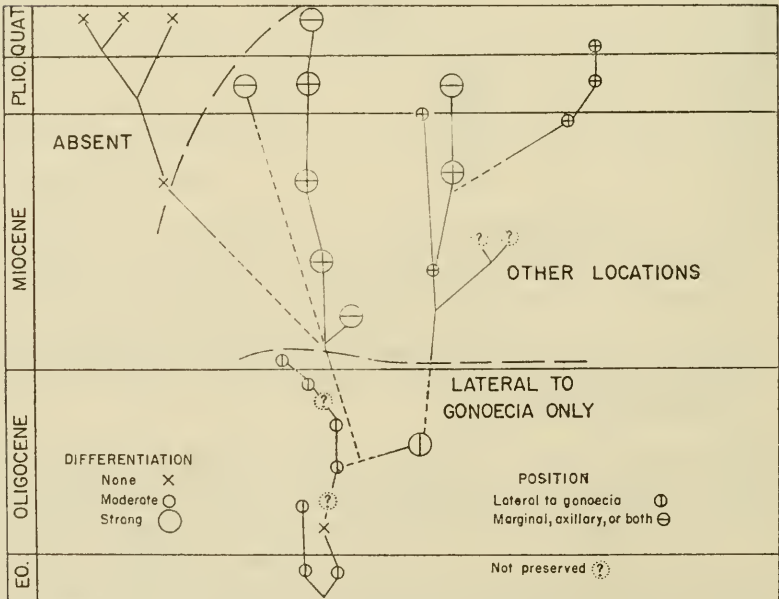 QUAT.
PLIO.
ABSENT
MIOCENE
? ?
OTHER LOCATIONS
LATERAL TO
GONOECIA ONLY
?
OLIGOCENE
DIFFERENTIATION
None
Moderate
Strong
POSITION
Lateral to gonoecia
Marginal, axillary, or both
?
EO.
Not preserved ?